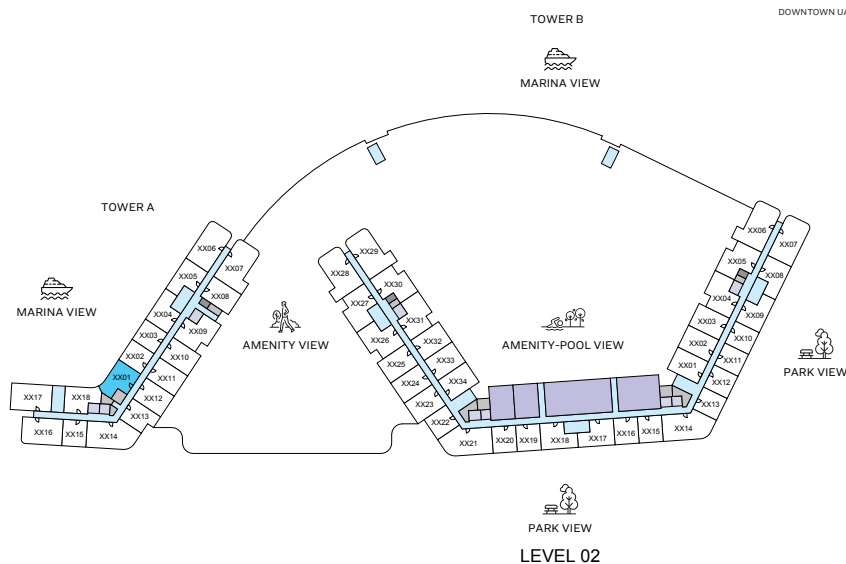 DOWNTOWN UA
TOWER B
MARINA VIEW
TOWER A
MARINA VIEW
AMENITY VIEW
AMENITY-POOL VIEW
PARK VIEW
XX06
XX05
XX07
XX04
XX08
XX03
XX09
XX02
XX10
XX01
XX11
XX12
XX13
XX17
XX18
XX16
XX15
XX14
XX29
XX28
XX30
XX27
XX31
XX26
XX32
XX25
XX33
XX24
XX34
XX23
XX22
XX21
XX20
XX19
XX18
XX17
XX16
XX15
XX14
XX06
XX07
XX05
XX08
XX04
XX09
XX03
XX10
XX02
XX11
XX01
XX12
XX13
PARK VIEW
LEVEL 02